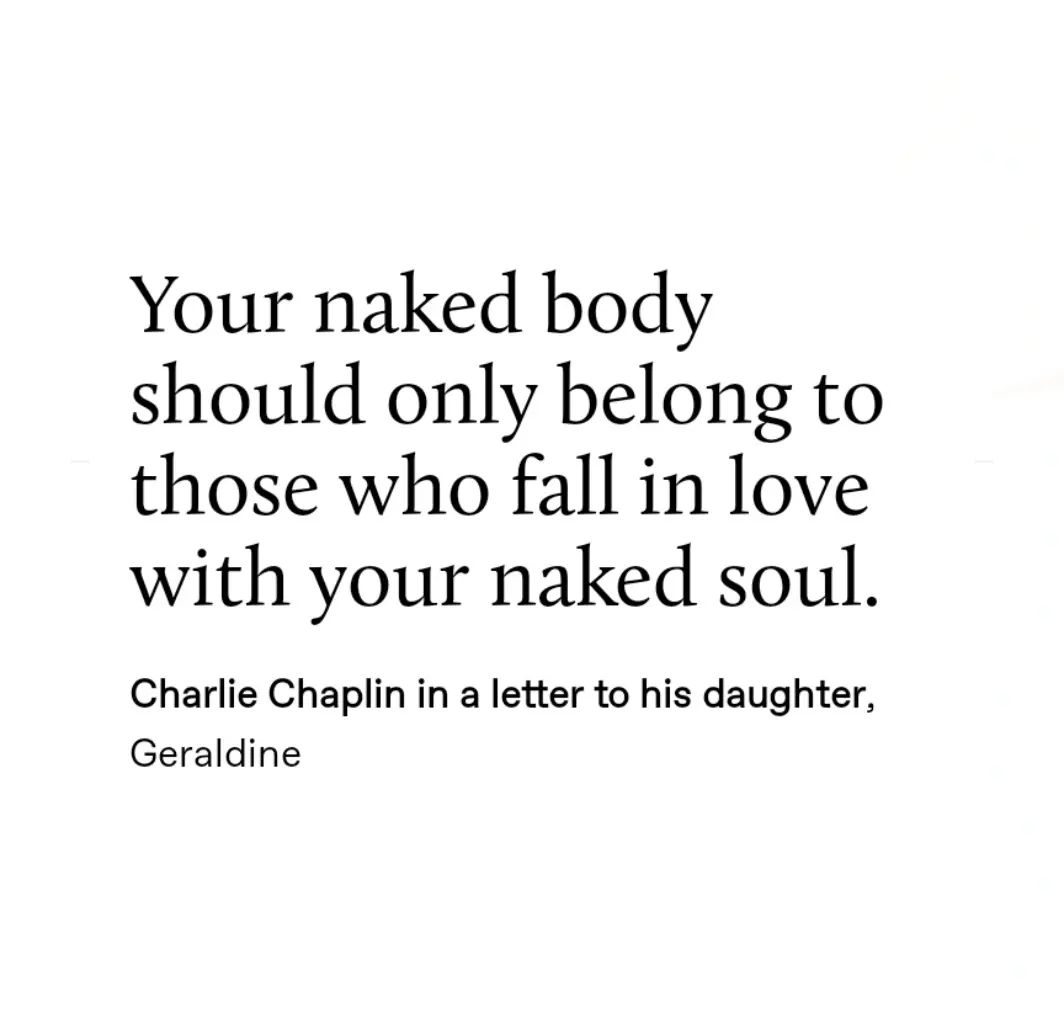 Your naked body
should only belong to
those who fall in love
with your naked soul.
Charlie Chaplin in a letter to his daughter,
Geraldine